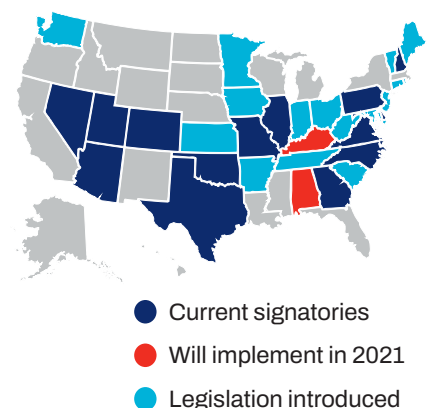 Current signatories
Will implement in 2021
Legislation introduced